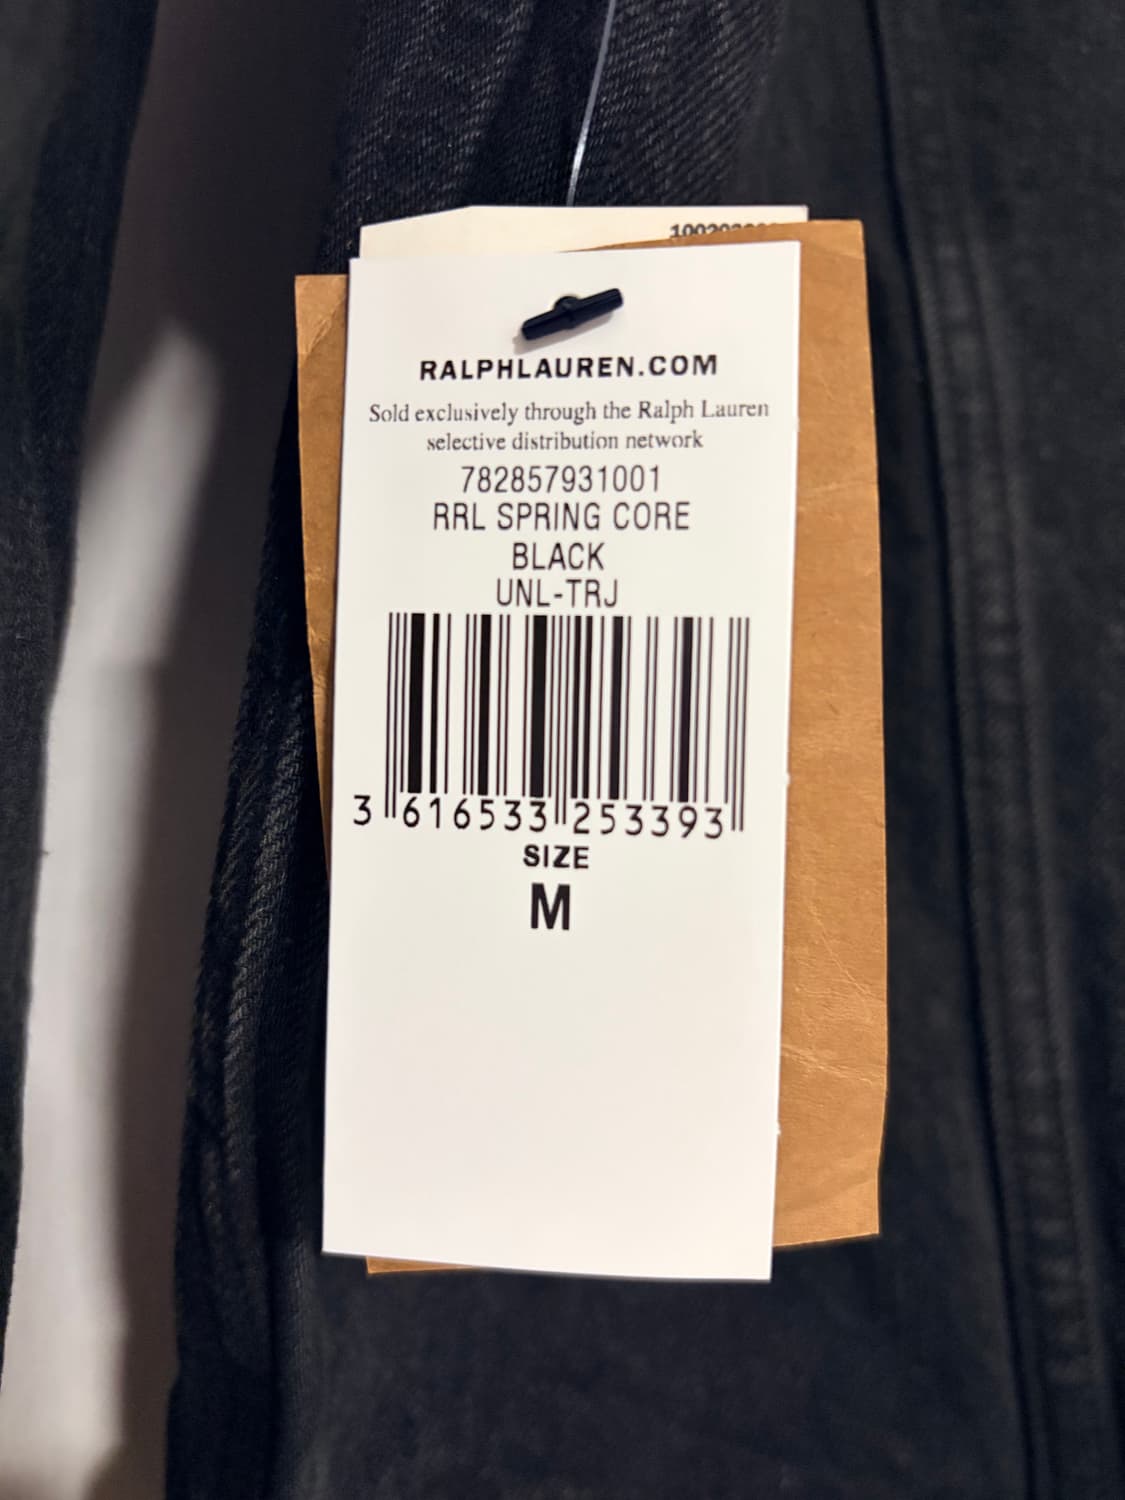 RALPHLAUREN.COM
Sold exclusively through the Ralph Lauren
selective distribution network
782857931001
RRL SPRING CORE
BLACK
UNL-TRJ
3 616533 253393
SIZE
M